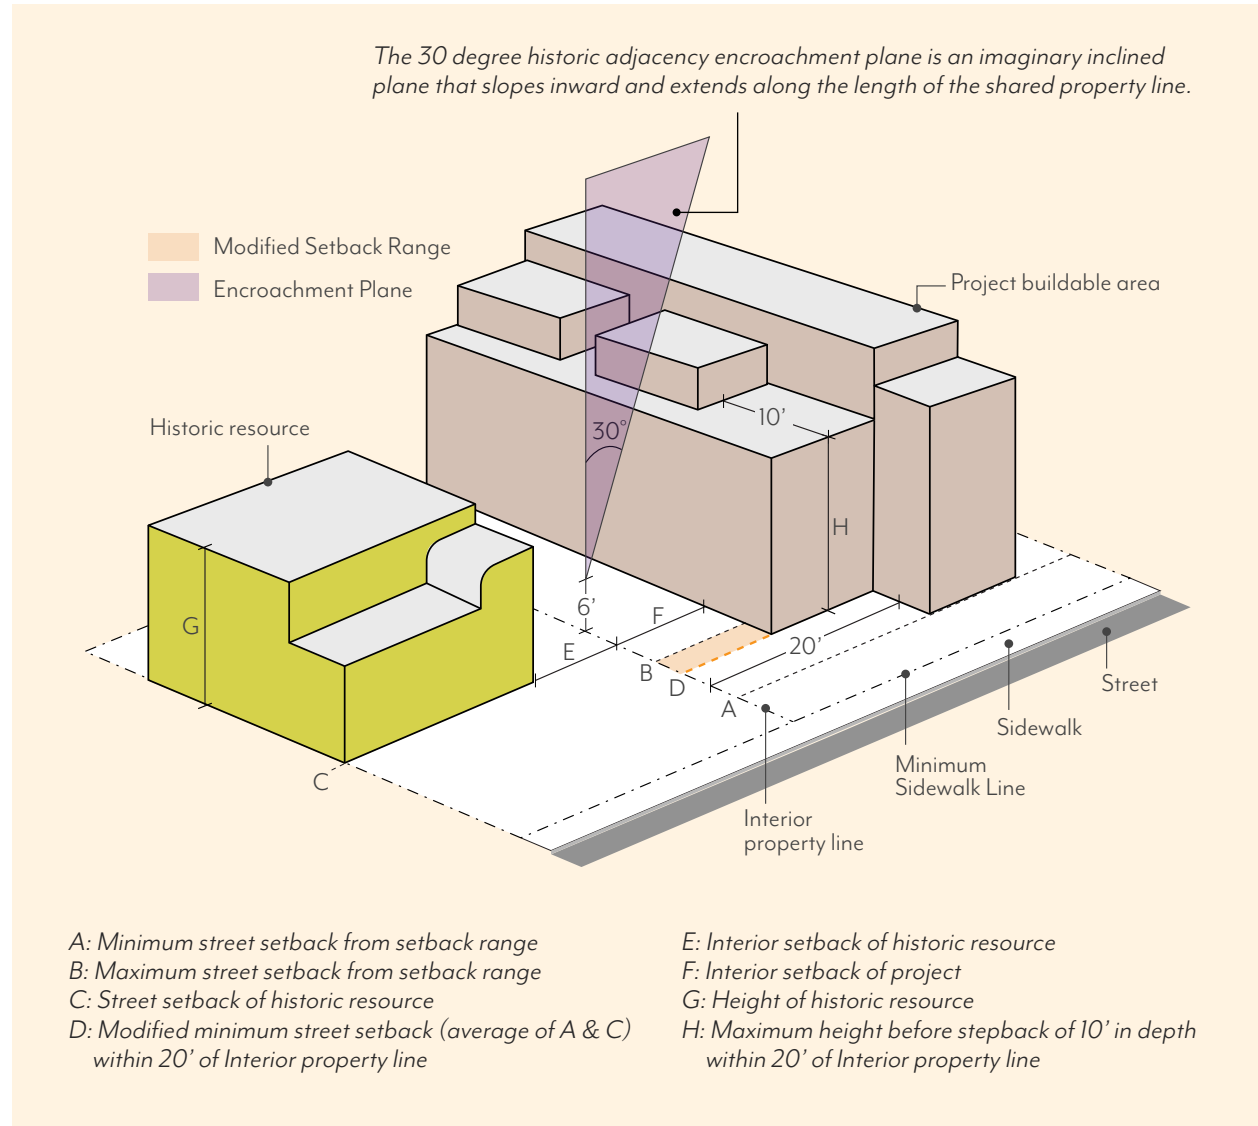 The 30 degree historic adjacency encroachment plane is an imaginary inclined
plane that slopes inward and extends along the length of the shared property line.
Modified Setback Range
Encroachment Plane
Project buildable area
Historic resource
10’
30°
H
G
6’
F
E
20’
B
D
A
C
Street
Sidewalk
Minimum
Sidewalk Line
Interior
property line
A: Minimum street setback from setback range
B: Maximum street setback from setback range
C: Street setback of historic resource
D: Modified minimum street setback (average of A & C)
within 20’ of Interior property line
E: Interior setback of historic resource
F: Interior setback of project
G: Height of historic resource
H: Maximum height before stepback of 10’ in depth
within 20’ of Interior property line